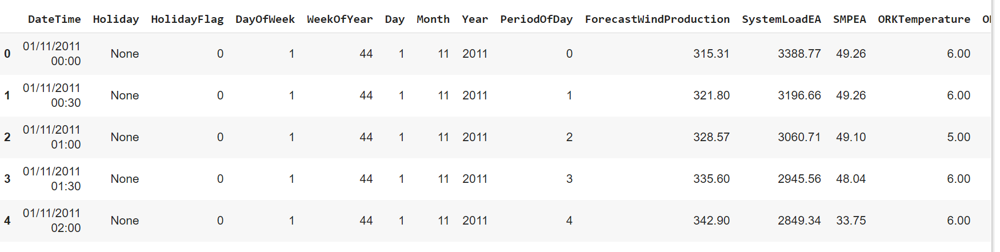 DateTime Holiday HolidayFlag DayOfWeek WeekOfYear Day Month Year PeriodOfDay ForecastWindProduction SystemLoadEA SMPEA ORKTemperature
0 01/11/2011 00:00 None 0 1 44 1 11 2011 0 315.31 3388.77 49.26 6.00
1 01/11/2011 00:30 None 0 1 44 1 11 2011 1 321.80 3196.66 49.26 6.00
2 01/11/2011 01:00 None 0 1 44 1 11 2011 2 328.57 3060.71 49.10 5.00
3 01/11/2011 01:30 None 0 1 44 1 11 2011 3 335.60 2945.56 48.04 6.00
4 01/11/2011 02:00 None 0 1 44 1 11 2011 4 342.90 2849.34 33.75 6.00